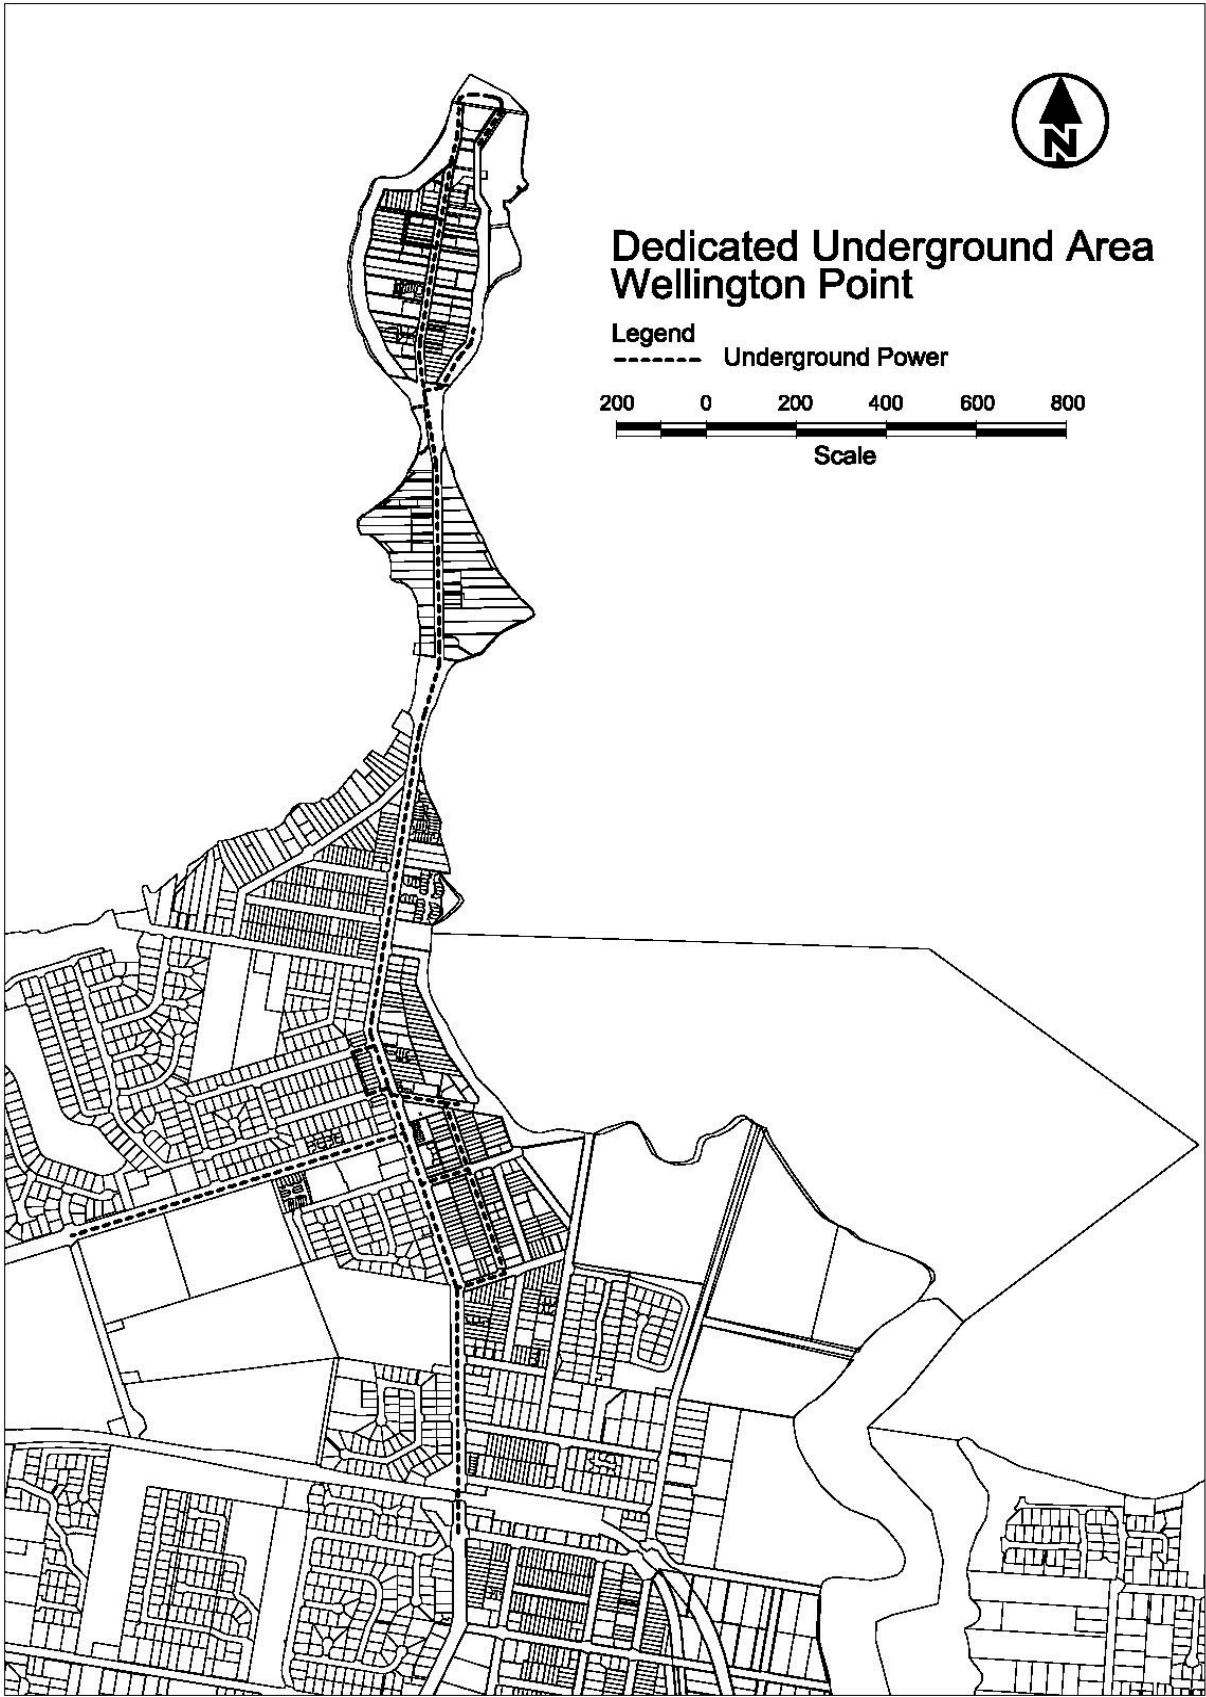 N
Dedicated Underground Area
Wellington Point
Legend
Underground Power
200 0 200 400 600 800
Scale